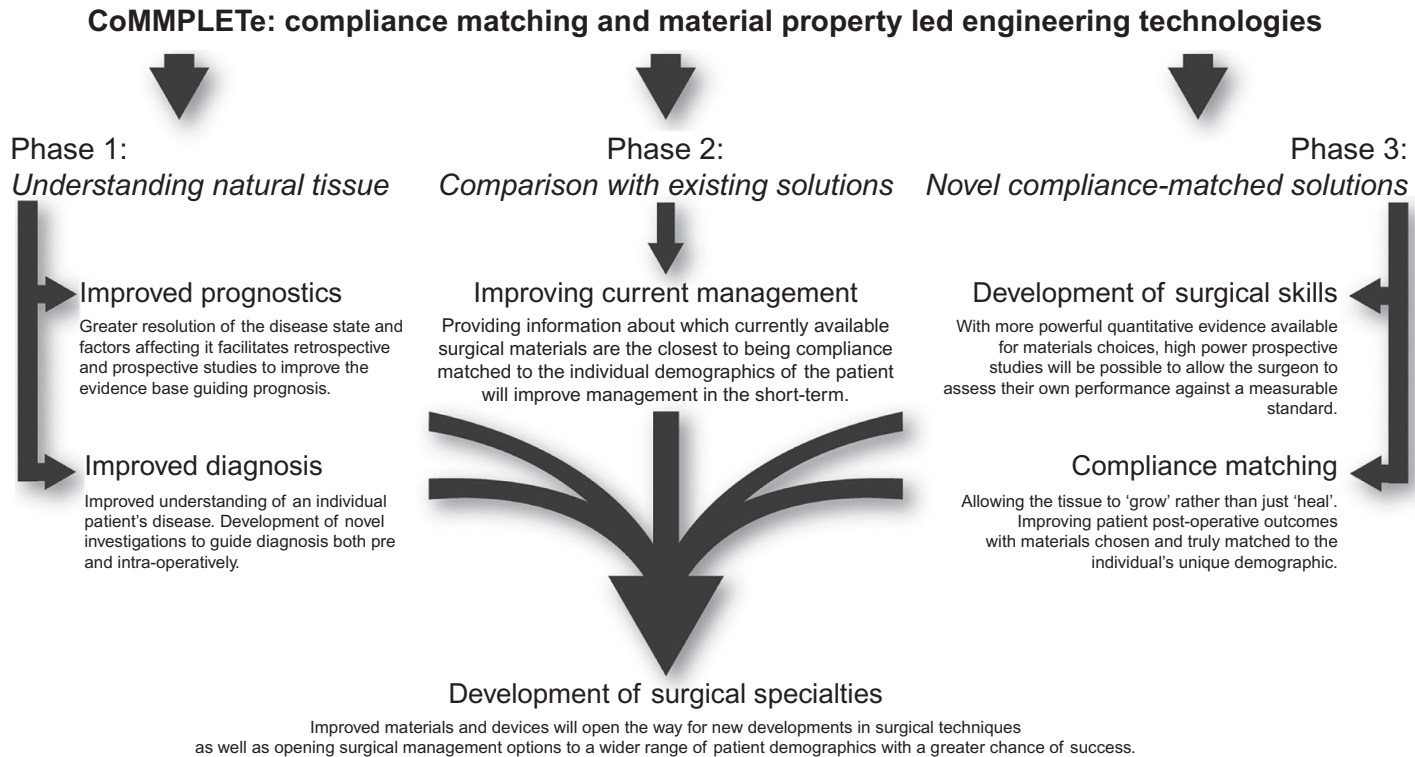 CoMMPLETe: compliance matching and material property led engineering technologies
Phase 1:
Understanding natural tissue
Improved prognostics
Greater resolution of the disease state and
factors affecting it facilitates retrospective
and prospective studies to improve the
evidence base guiding prognosis.
Improved diagnosis
Improved understanding of an individual
patient’s disease. Development of novel
investigations to guide diagnosis both pre
and intra-operatively.
Phase 2:
Comparison with existing solutions
Improving current management
Providing information about which currently available
surgical materials are the closest to being compliance
matched to the individual demographics of the patient
will improve management in the short-term.
Phase 3:
Novel compliance-matched solutions
Development of surgical skills
With more powerful quantitative evidence available
for materials choices, high power prospective
studies will be possible to allow the surgeon to
assess their own performance against a measurable
standard.
Compliance matching
Allowing the tissue to ‘grow’ rather than just ‘heal’.
Improving patient post-operative outcomes
with materials chosen and truly matched to the
individual’s unique demographic.
Development of surgical specialties
Improved materials and devices will open the way for new developments in surgical techniques
as well as opening surgical management options to a wider range of patient demographics with a greater chance of success.